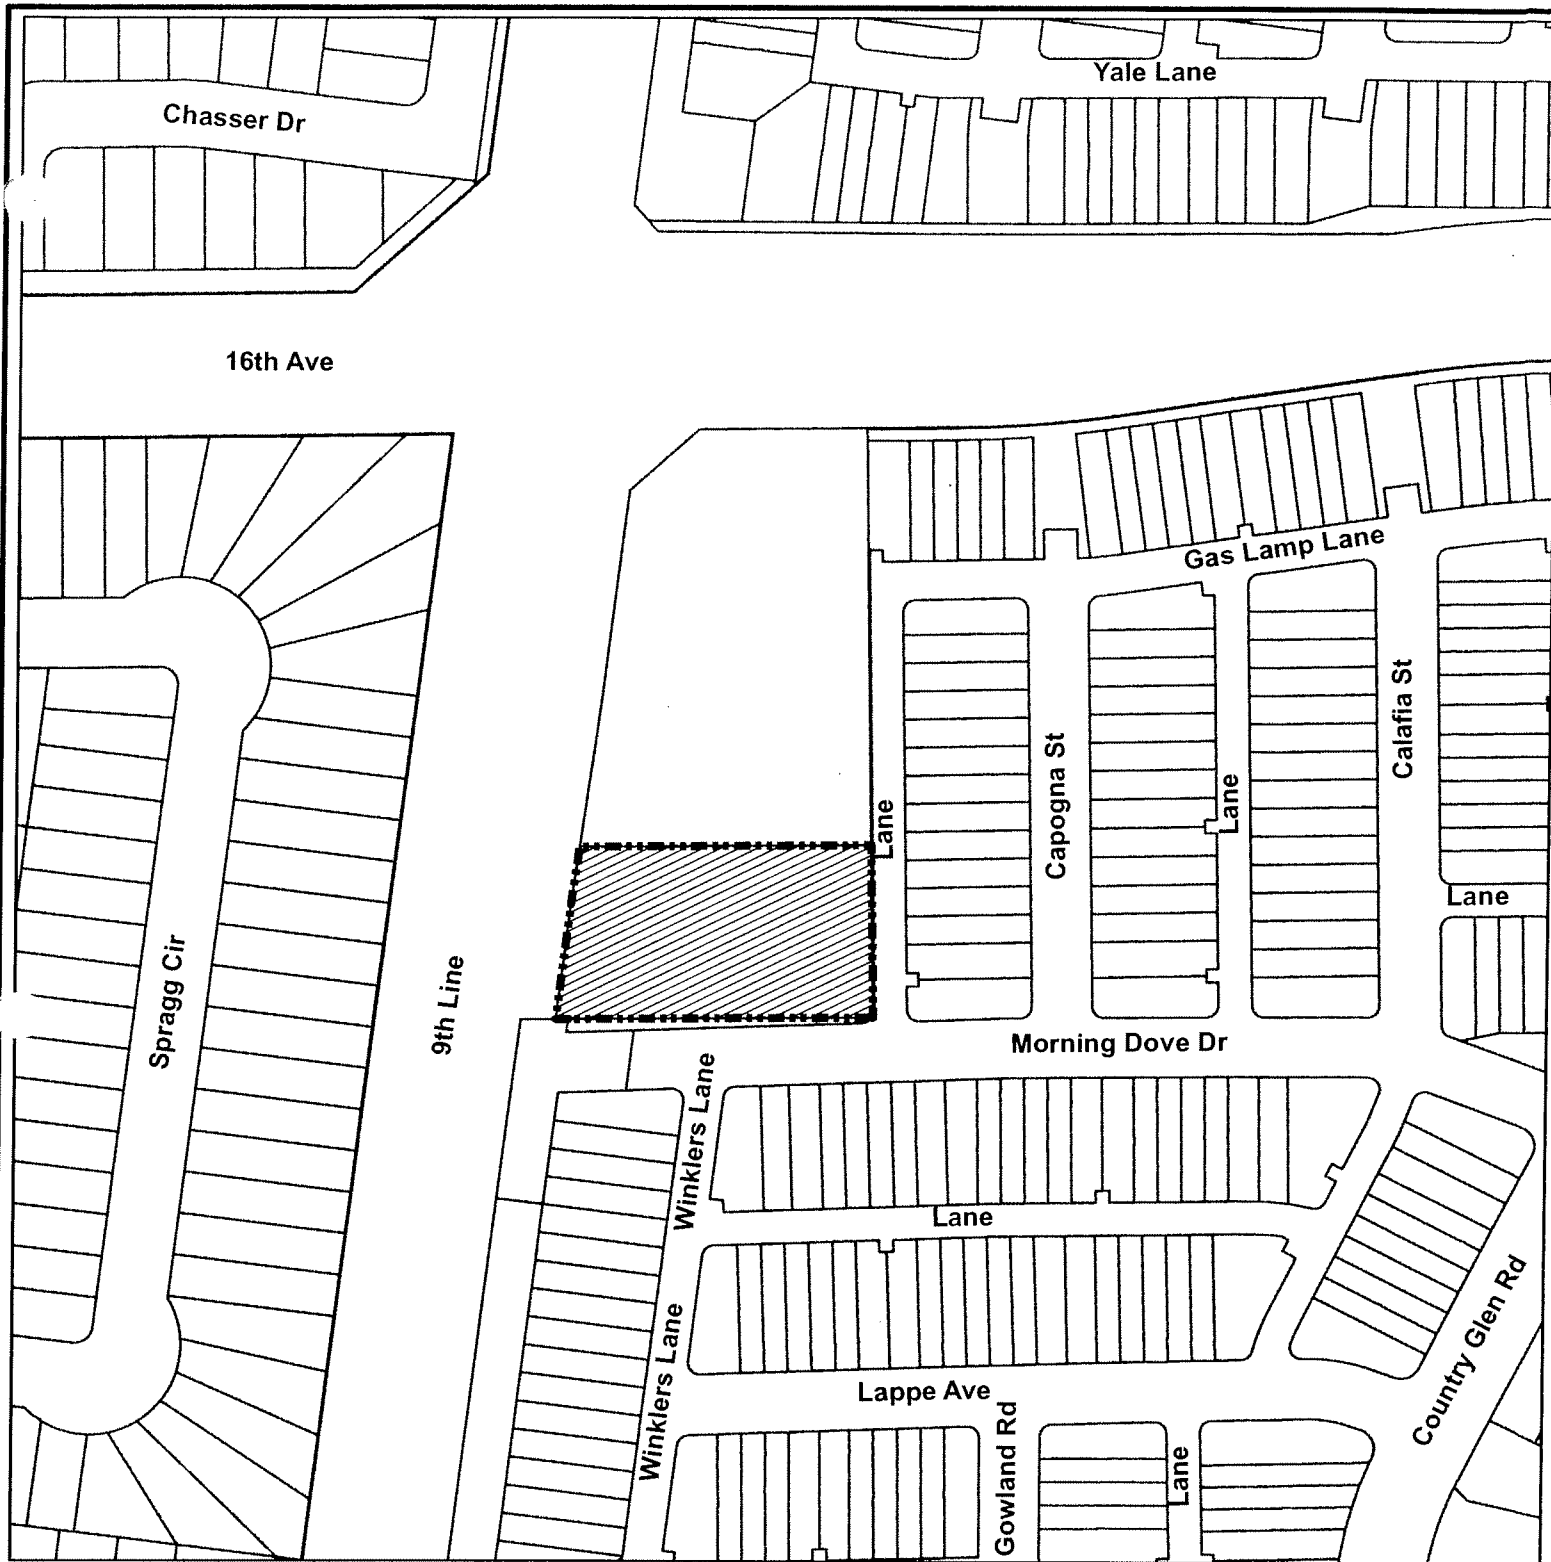 Yale Lane
Chasser Dr
16th Ave
Gas Lamp Lane
Calafia St
Capogna St
Lane
Lane
Lane
Spragg Cir
9th Line
Morning Dove Dr
Winklers Lane
Lane
Winklers Lane
Lappe Ave
Country Glen Rd
Gowland Rd
Lane